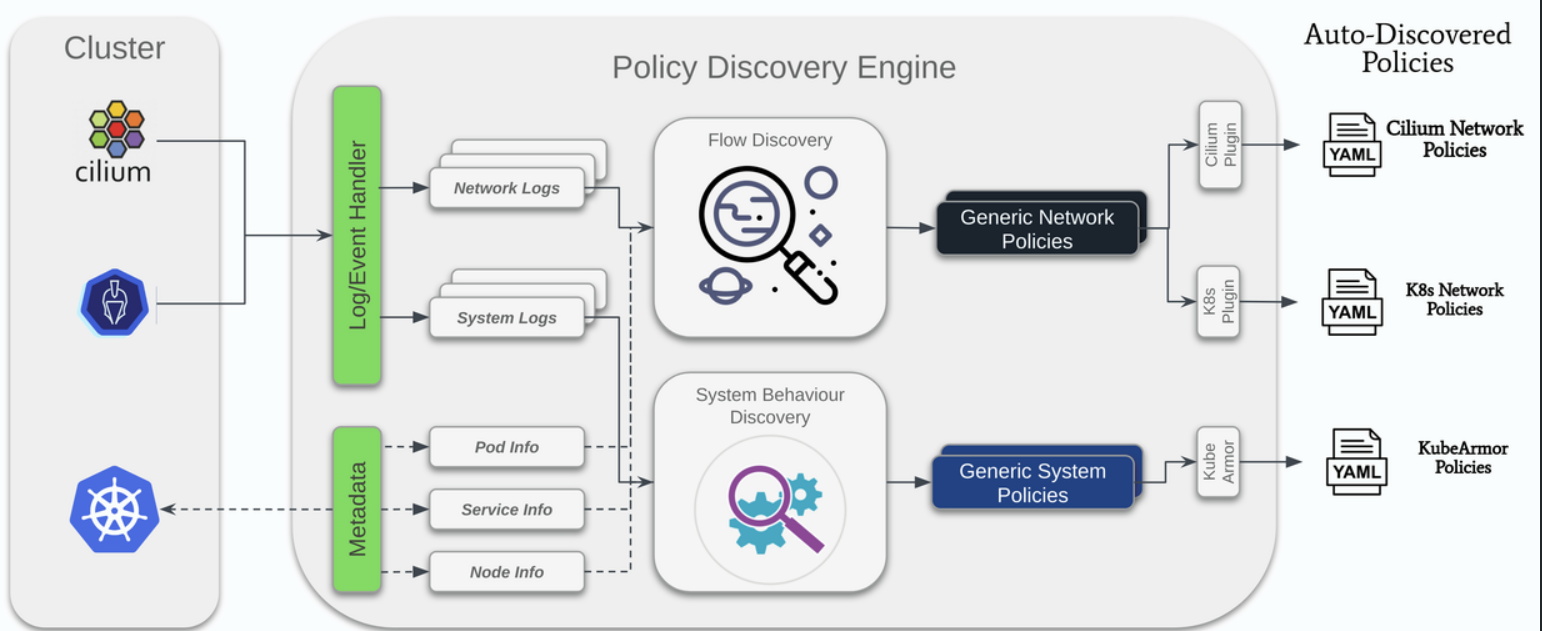 Cluster
cilium
Policy Discovery Engine
Log/Event Handler
Network Logs
System Logs
Metadata
Pod Info
Service Info
Node Info
Flow Discovery
System Behaviour
Discovery
Generic Network
Policies
Generic System
Policies
Cilium
Plugin
K8s
Plugin
Kube
Armor
Auto-Discovered
Policies
YAML
Cilium Network
Policies
YAML
K8s Network
Policies
YAML
KubeArmor
Policies